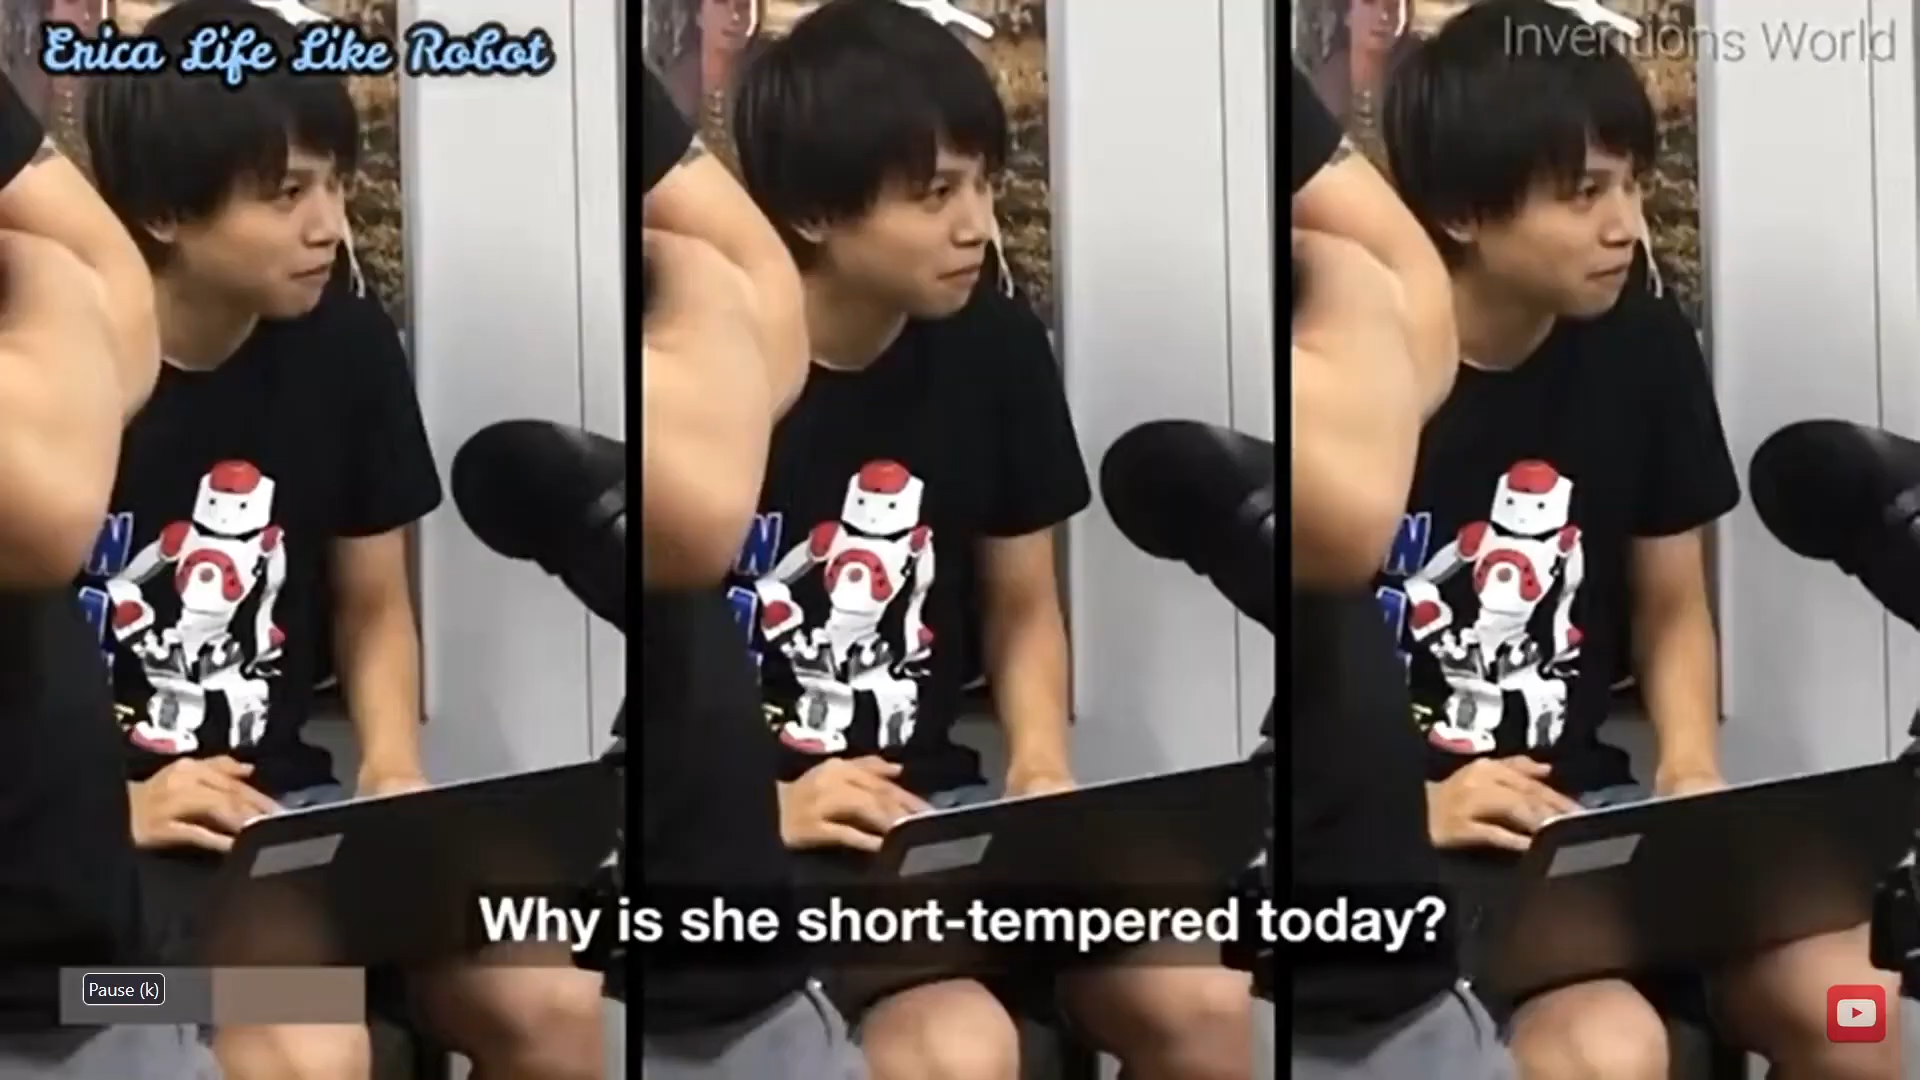 Erica Life Like Robot
Inventions World
N
N
N
Why is she short-tempered today?
Pause (k)